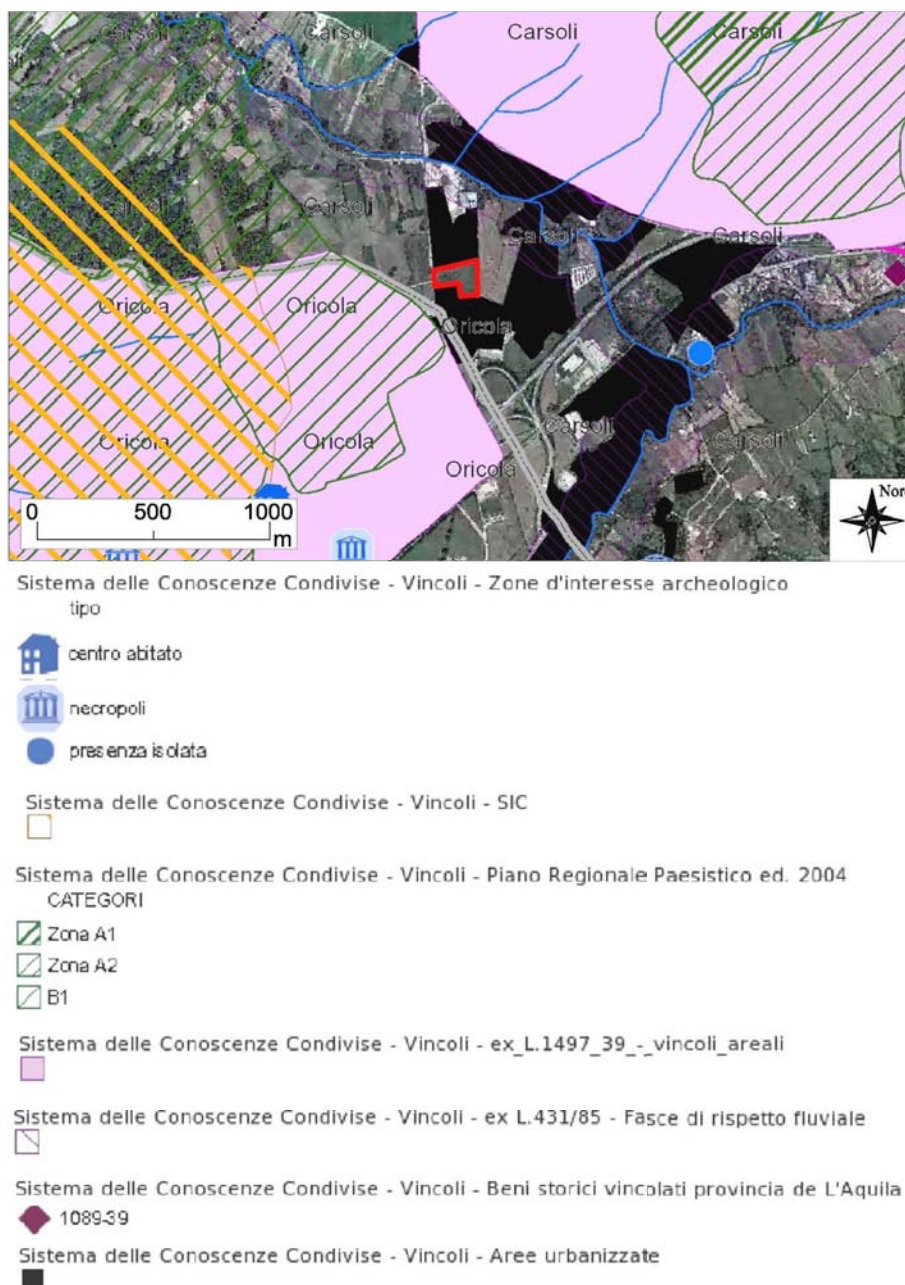 Carsoli Carsoli Carsoli Carsoli
Carsoli Carsoli Carsoli Carsoli
Oricola Oricola Oricola
Oricola Oricola Oricola Carsoli Carsoli
0 500 1000
m
Nord
Sistema delle Conoscenze Condivise - Vincoli - Zone d'interesse archeologico
tipo
centro abitato
necropoli
presenza isolata
Sistema delle Conoscenze Condivise - Vincoli - SIC
Sistema delle Conoscenze Condivise - Vincoli - Piano Regionale Paesistico ed. 2004
CATEGORI
Zona A1
Zona A2
B1
Sistema delle Conoscenze Condivise - Vincoli - ex_L.1497_39_-_vincoli_areali
Sistema delle Conoscenze Condivise - Vincoli - ex L.431/85 - Fasce di rispetto fluviale
Sistema delle Conoscenze Condivise - Vincoli - Beni storici vincolati provincia de L'Aquila
1089-39
Sistema delle Conoscenze Condivise - Vincoli - Aree urbanizzate